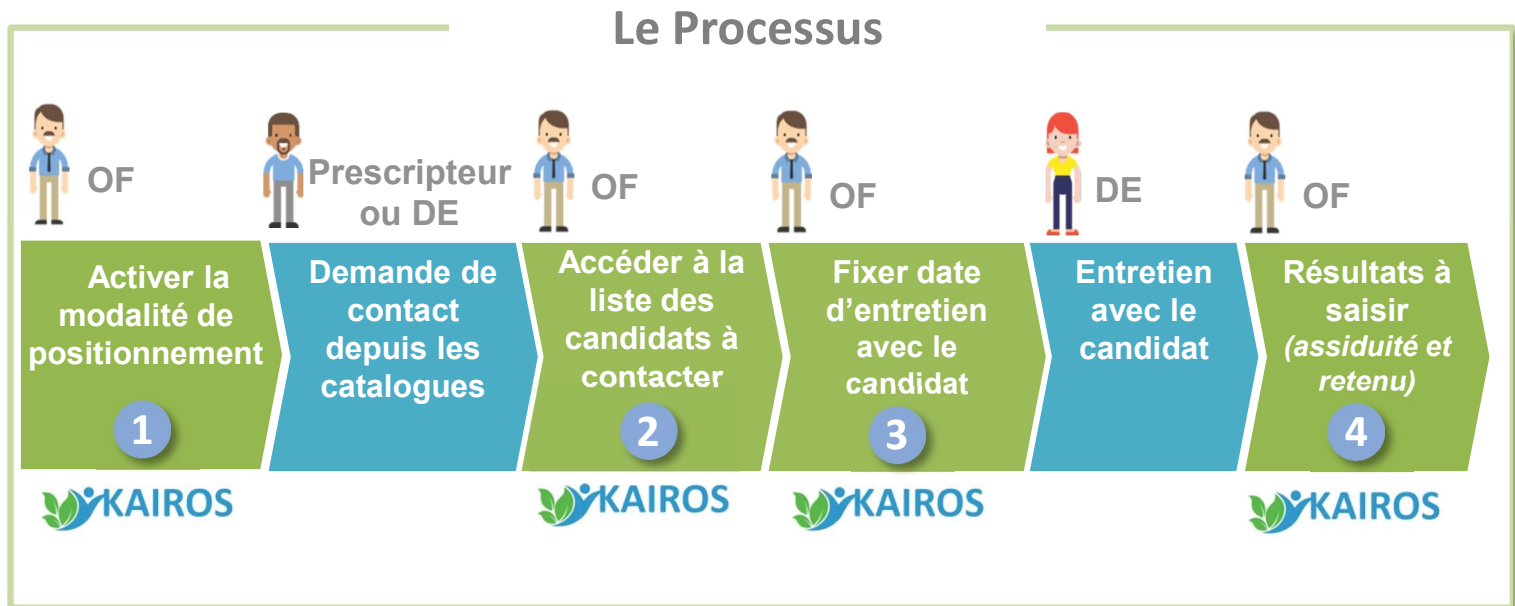 Le Processus
OF
Prescripteur
ou DE
OF
OF
DE
OF
Activer la
modalité de
positionnement
1
Demande de
contact
depuis les
catalogues
Accéder à la
liste des
candidats à
contacter
2
Fixer date
d’entretien
avec le
candidat
3
Entretien
avec le
candidat
Résultats à
saisir
(assiduité et
retenu)
4
KAIROS
KAIROS
KAIROS
KAIROS